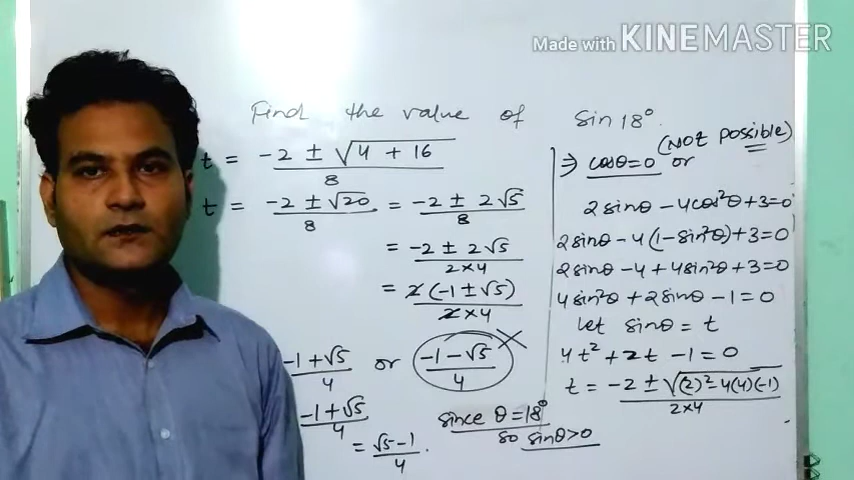 Made with KINEMASTER
Find the value of sin 18°.
t = -2 ± √4 + 16 / 8
t = -2 ± √20 / 8 = -2 ± 2√5 / 8
= -2 ± 2√5 / 2×4
= 2(-1 ± √5) / 2×4
-1 + √5 / 4 or -1 - √5 / 4
-1 + √5 / 4
= √5 - 1 / 4 .
since θ = 18°
so sinθ > 0
(NOt possible)
⇒ cosθ = 0 or
2sinθ - 4cos²θ + 3 = 0
2sinθ - 4(1 - sin²θ) + 3 = 0
2sinθ - 4 + 4sin²θ + 3 = 0
4sin²θ + 2sinθ - 1 = 0
let sinθ = t
4t² + 2t - 1 = 0
t = -2 ± √(2)² - 4(4)(-1) / 2×4